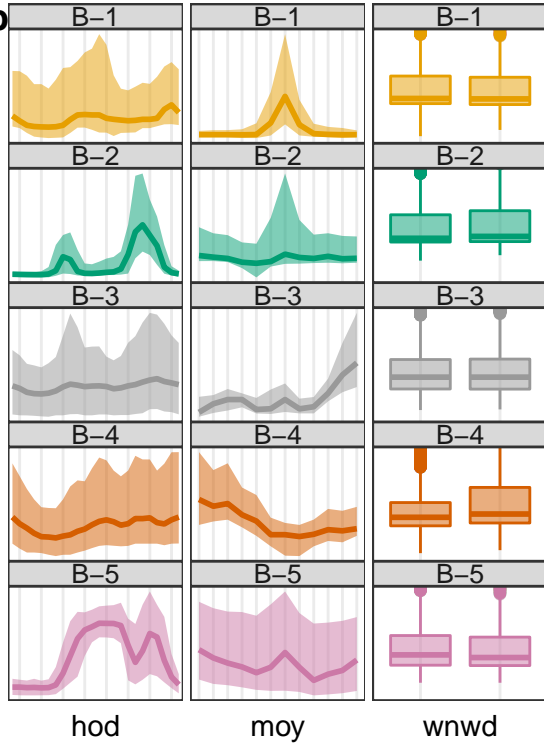 b
B–1 B–1 B–1
B–2 B–2 B–2
B–3 B–3 B–3
B–4 B–4 B–4
B–5 B–5 B–5
hod moy wnwd